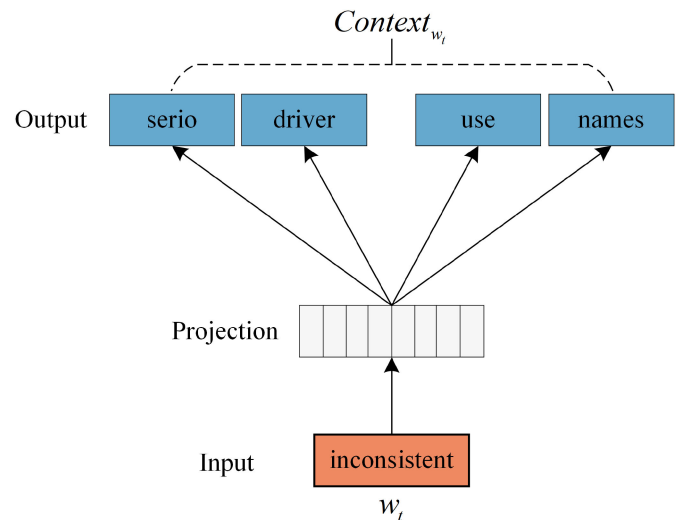 Context_{w_t}
Output serio driver use names
Projection
Input inconsistent
w_t